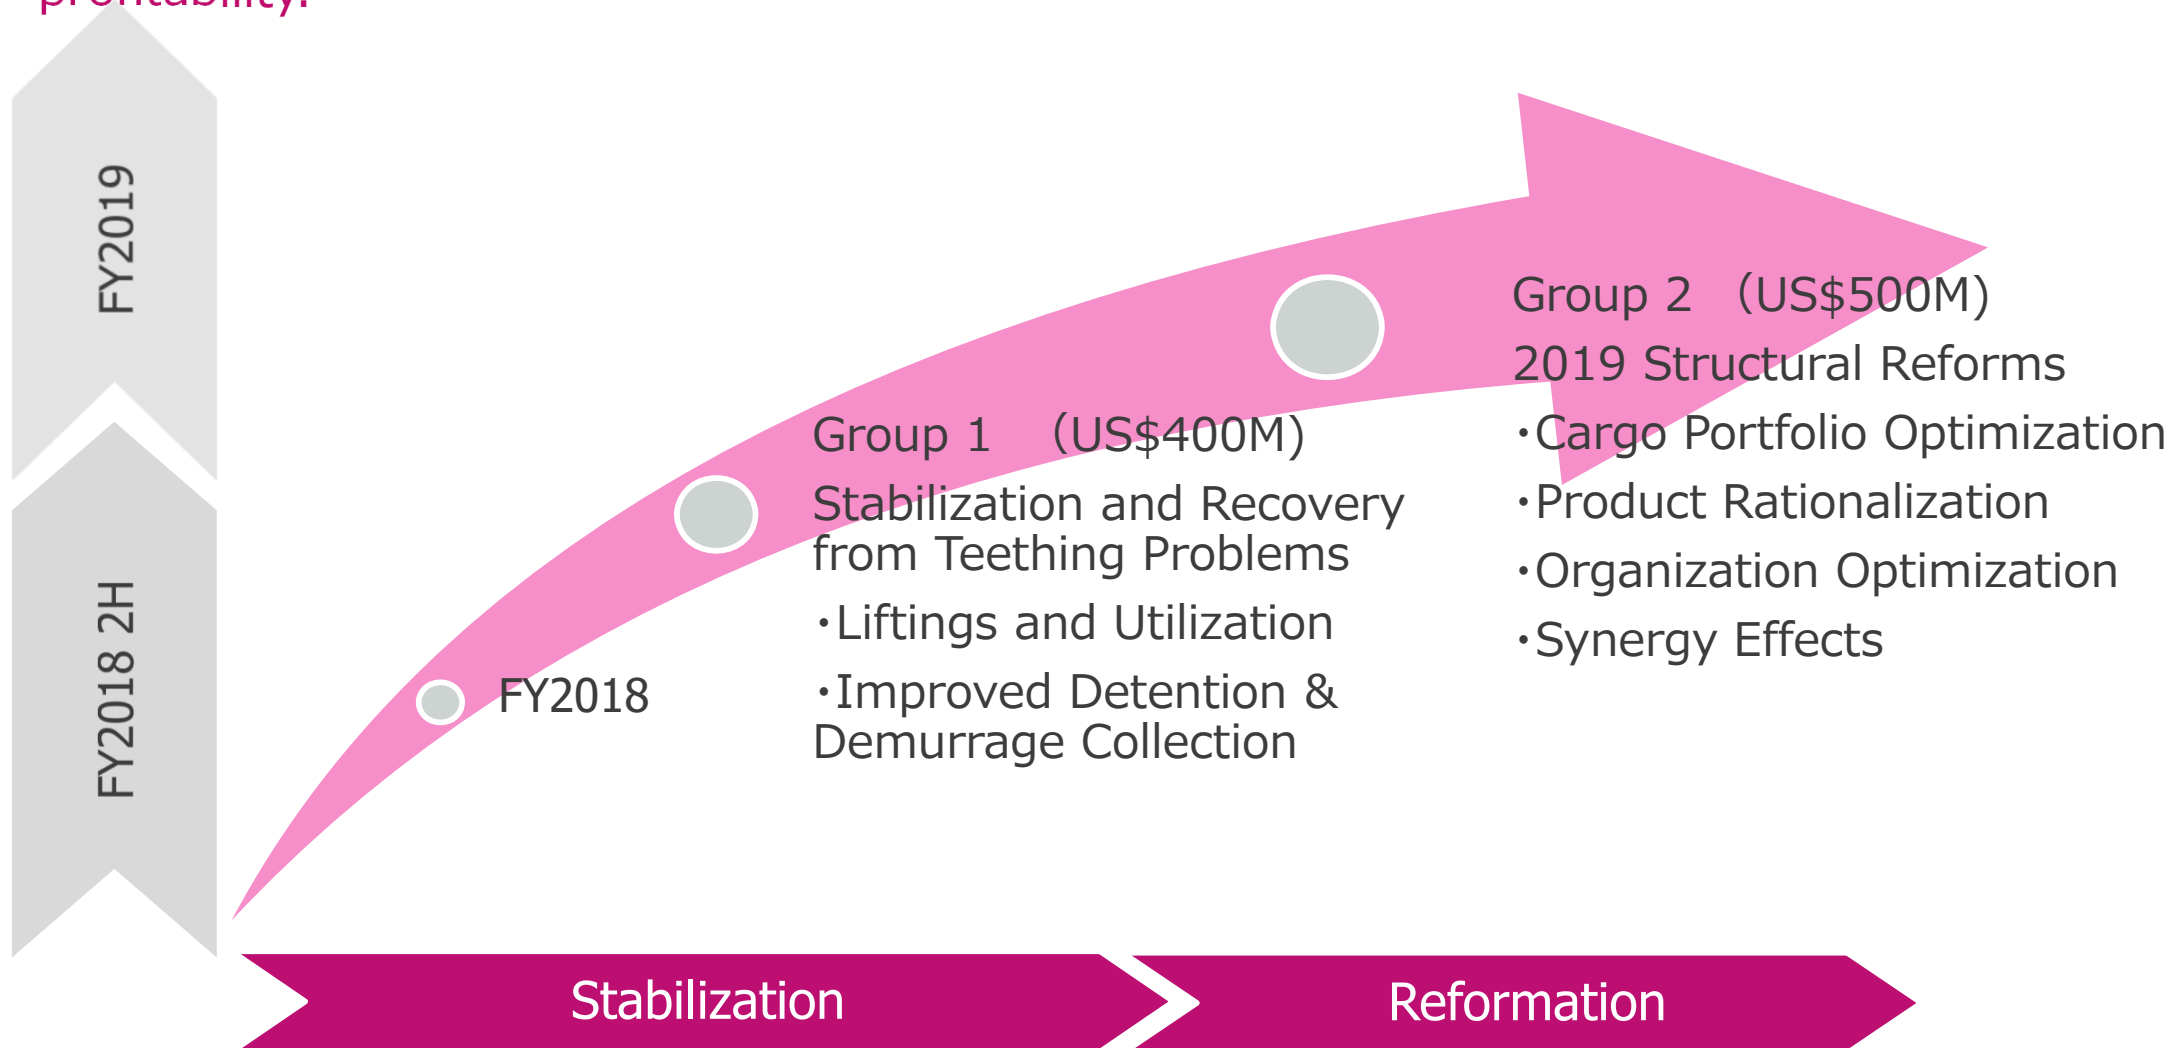 profitability.
FY2019
FY2018 2H
FY2018
Group 1 （US$400M)
Stabilization and Recovery
from Teething Problems
･Liftings and Utilization
･Improved Detention &
Demurrage Collection
Group 2 （US$500M)
2019 Structural Reforms
･Cargo Portfolio Optimization
･Product Rationalization
･Organization Optimization
･Synergy Effects
Stabilization
Reformation